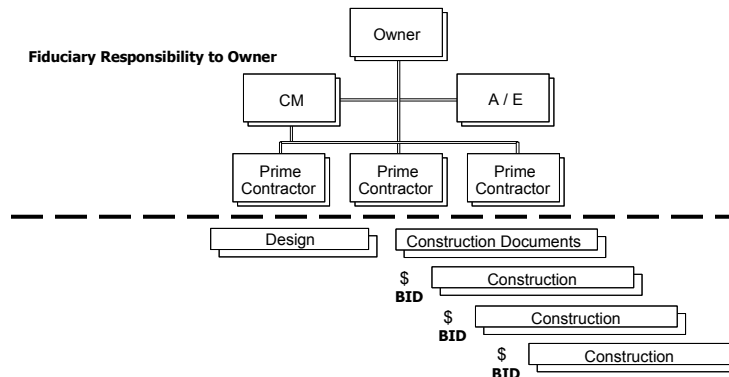 Owner
Fiduciary Responsibility to Owner
CM
A / E
Prime
Contractor
Prime
Contractor
Prime
Contractor
Design
Construction Documents
$
BID
Construction
$
BID
Construction
$
BID
Construction